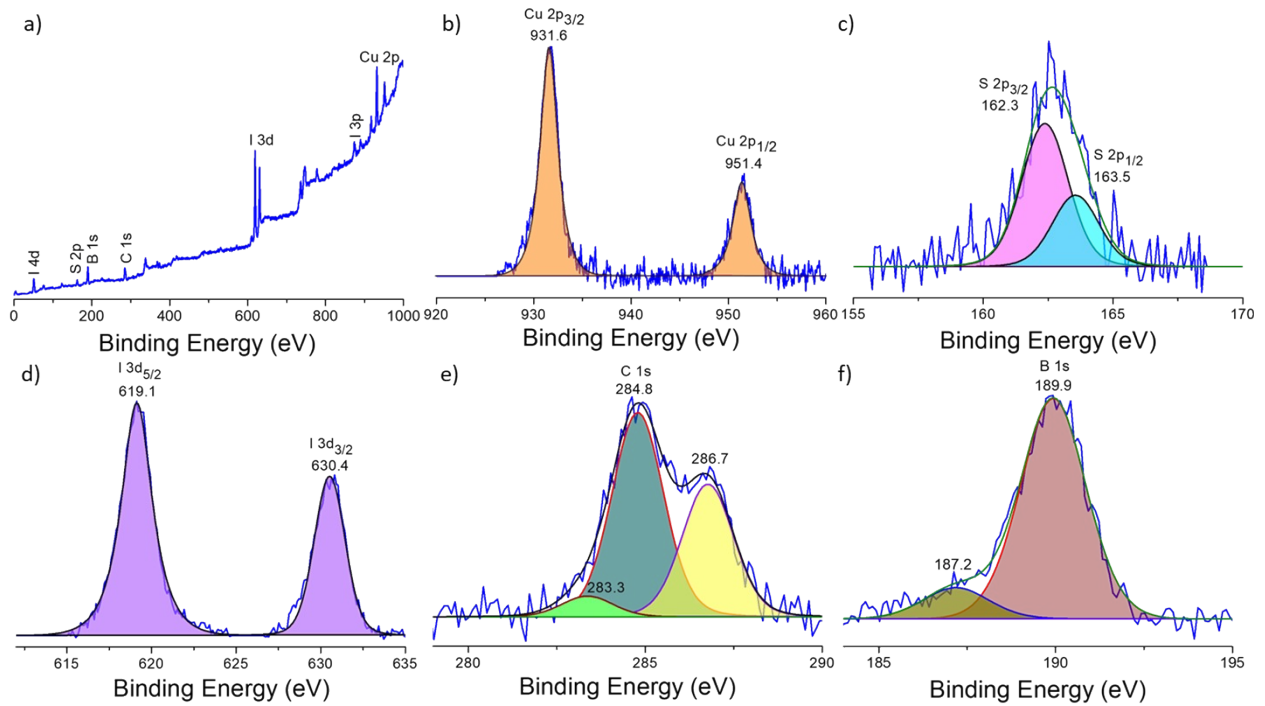 a)
Cu 2p
I 3p
I 3d
I 4d
S 2p
B 1s
C 1s
0 200 400 600 800 1000
Binding Energy (eV)
b)
Cu 2p3/2
931.6
Cu 2p1/2
951.4
920 930 940 950 960
Binding Energy (eV)
c)
S 2p3/2
162.3
S 2p1/2
163.5
155 160 165 170
Binding Energy (eV)
d)
I 3d5/2
619.1
I 3d3/2
630.4
615 620 625 630 635
Binding Energy (eV)
e)
C 1s
284.8
286.7
283.3
280 285 290
Binding Energy (eV)
f)
B 1s
189.9
187.2
185 190 195
Binding Energy (eV)